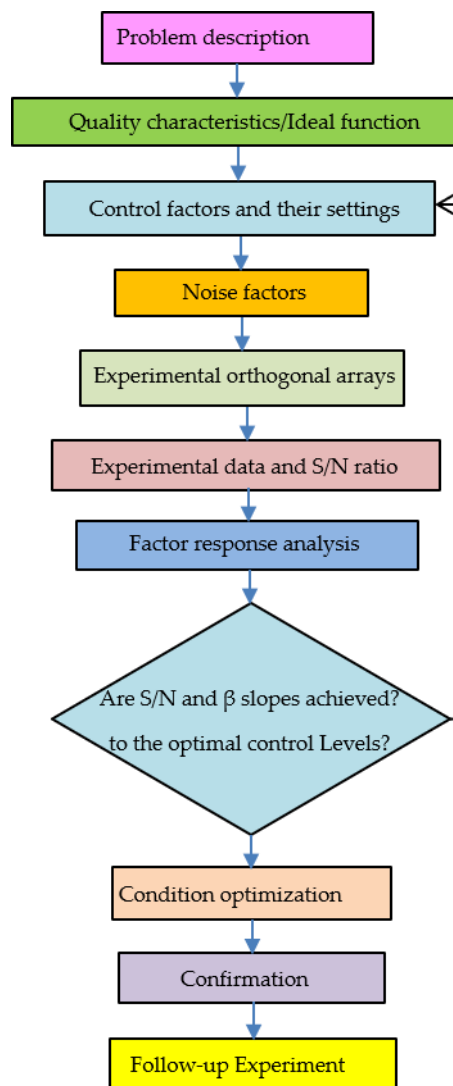 Problem description
Quality characteristics/Ideal function
Control factors and their settings
Noise factors
Experimental orthogonal arrays
Experimental data and S/N ratio
Factor response analysis
Are S/N and β slopes achieved?
to the optimal control Levels?
Condition optimization
Confirmation
Follow-up Experiment